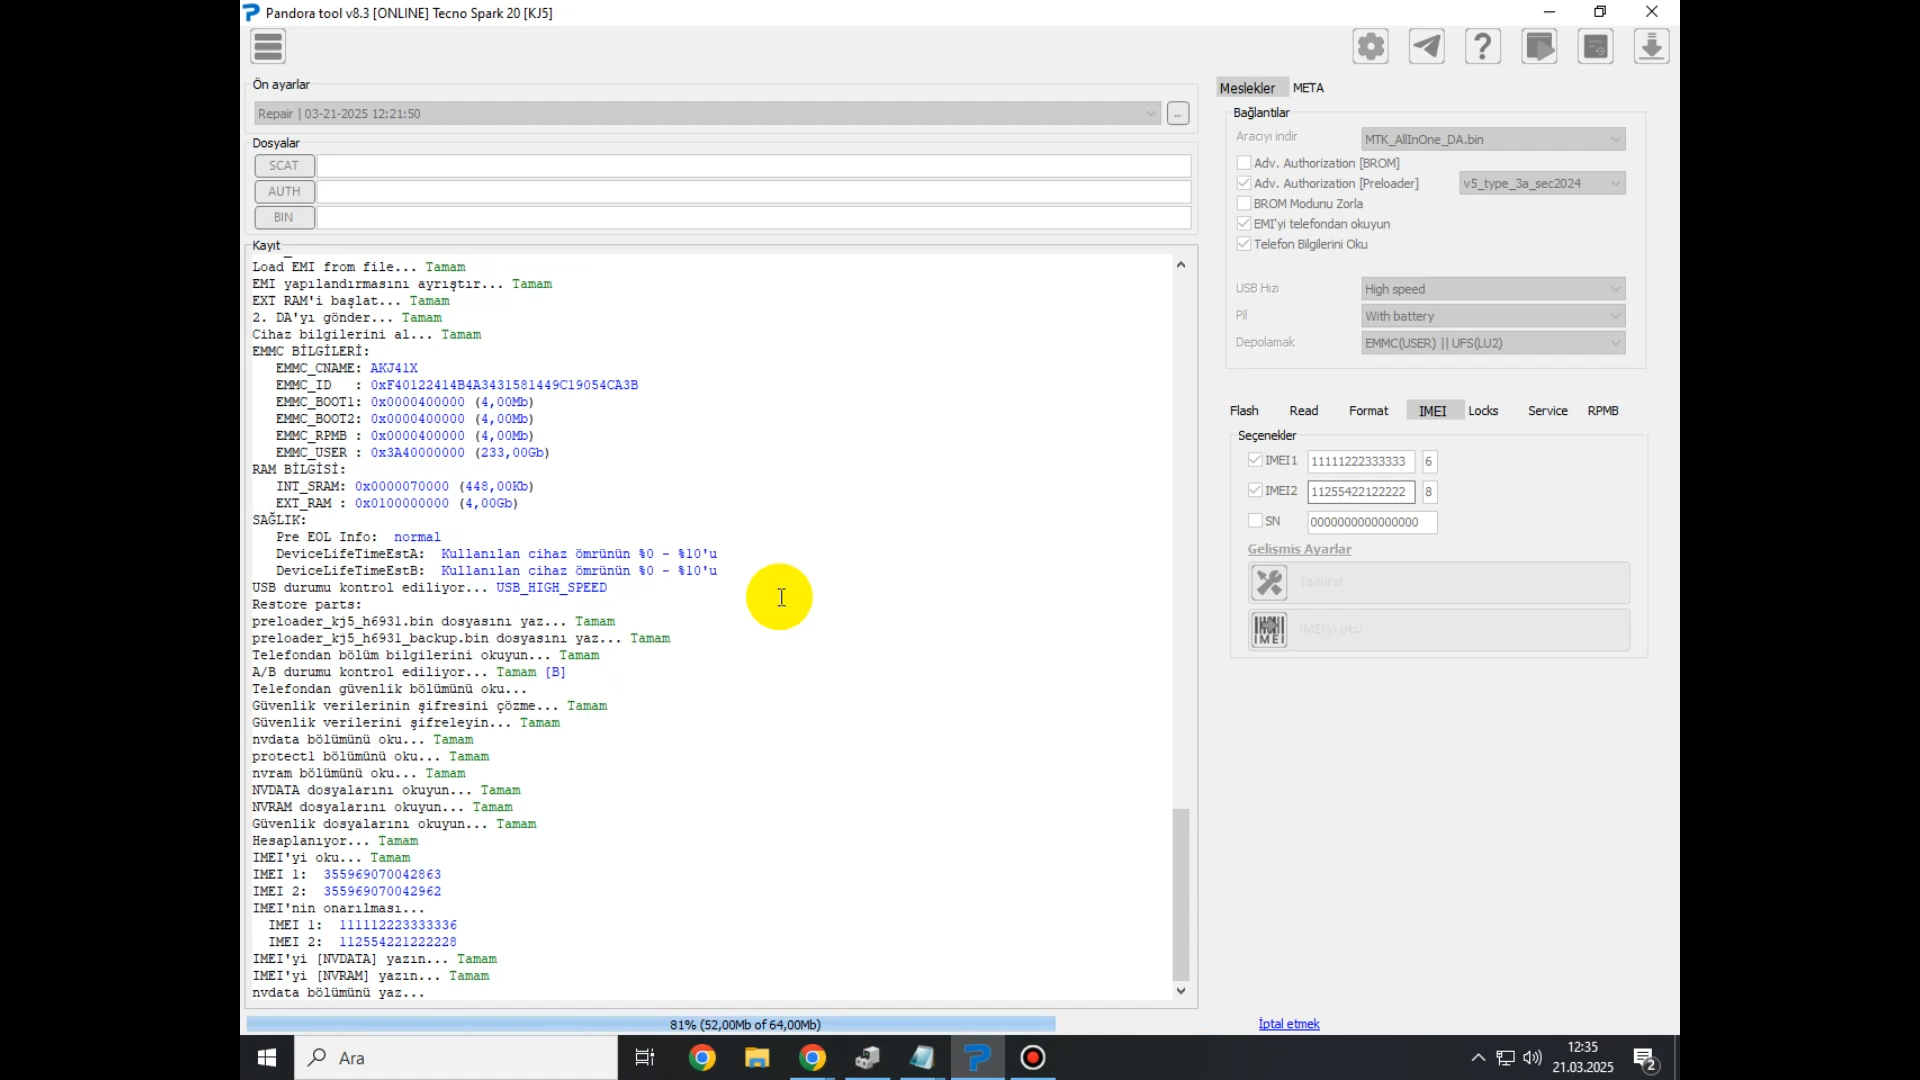 Pandora tool v8.3 [ONLINE] Tecno Spark 20 [KJ5]
Ön ayarlar
Repair | 03-21-2025 12:21:50
...
Dosyalar
SCAT
AUTH
BIN
Kayıt
Load EMI from file... Tamam
EMI yapılandırmasını ayrıştır... Tamam
EXT RAM'i başlat... Tamam
2. DA'yı gönder... Tamam
Cihaz bilgilerini al... Tamam
EMMC BİLGİLERİ:
EMMC_CNAME: AKJ41X
EMMC_ID : 0xF40122414B4A3431581449C19054CA3B
EMMC_BOOT1: 0x0000400000 (4,00Mb)
EMMC_BOOT2: 0x0000400000 (4,00Mb)
EMMC_RPMB : 0x0000400000 (4,00Mb)
EMMC_USER : 0x3A40000000 (233,00Gb)
RAM BİLGİSİ:
INT_SRAM: 0x0000070000 (448,00Kb)
EXT_RAM : 0x0100000000 (4,00Gb)
SAĞLIK:
Pre EOL Info: normal
DeviceLifeTimeEstA: Kullanılan cihaz ömrünün %0 - %10'u
DeviceLifeTimeEstB: Kullanılan cihaz ömrünün %0 - %10'u
USB durumu kontrol ediliyor... USB_HIGH_SPEED
Restore parts:
preloader_kj5_h6931.bin dosyasını yaz... Tamam
preloader_kj5_h6931_backup.bin dosyasını yaz... Tamam
Telefondan bölüm bilgilerini okuyun... Tamam
A/B durumu kontrol ediliyor... Tamam [B]
Telefondan güvenlik bölümünü oku...
Güvenlik verilerinin şifresini çözme... Tamam
Güvenlik verilerini şifreleyin... Tamam
nvdata bölümünü oku... Tamam
protect1 bölümünü oku... Tamam
nvram bölümünü oku... Tamam
NVDATA dosyalarını okuyun... Tamam
NVRAM dosyalarını okuyun... Tamam
Güvenlik dosyalarını okuyun... Tamam
Hesaplanıyor... Tamam
IMEI'yi oku... Tamam
IMEI 1: 355969070042863
IMEI 2: 355969070042962
IMEI'nin onarılması...
IMEI 1: 111112223333336
IMEI 2: 112554221222228
IMEI'yi [NVDATA] yazın... Tamam
IMEI'yi [NVRAM] yazın... Tamam
nvdata bölümünü yaz...
81% (52,00Mb of 64,00Mb)
Meslekler META
Bağlantılar
Aracıyı indir MTK_AllInOne_DA.bin
Adv. Authorization [BROM]
Adv. Authorization [Preloader] v5_type_3a_sec2024
BROM Modunu Zorla
EMI'yi telefondan okuyun
Telefon Bilgilerini Oku
USB Hızı High speed
Pil With battery
Depolamak EMMC(USER) || UFS(LU2)
Flash Read Format IMEI Locks Service RPMB
Seçenekler
IMEI1 11111222333333 6
IMEI2 11255422122222 8
SN 0000000000000000
Gelismis Ayarlar
Tamirat
IMEI
IMEI'yi oku
İptal etmek
Ara
12:35
21.03.2025
2